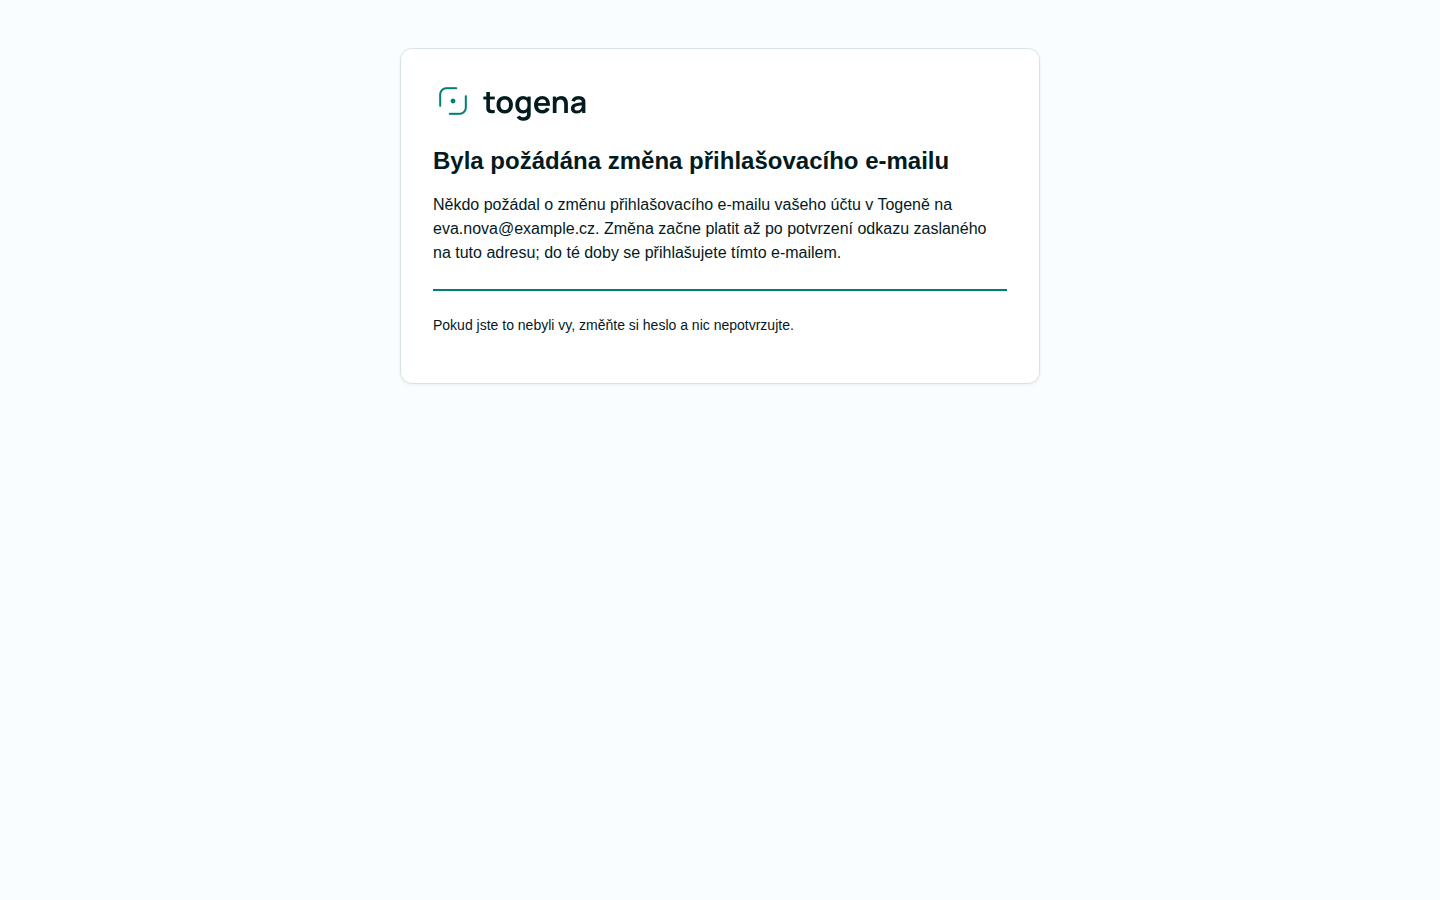 togena
Byla požádána změna přihlašovacího e-mailu
Někdo požádal o změnu přihlašovacího e-mailu vašeho účtu v Togeně na
eva.nova@example.cz. Změna začne platit až po potvrzení odkazu zaslaného
na tuto adresu; do té doby se přihlašujete tímto e-mailem.
Pokud jste to nebyli vy, změňte si heslo a nic nepotvrzujte.